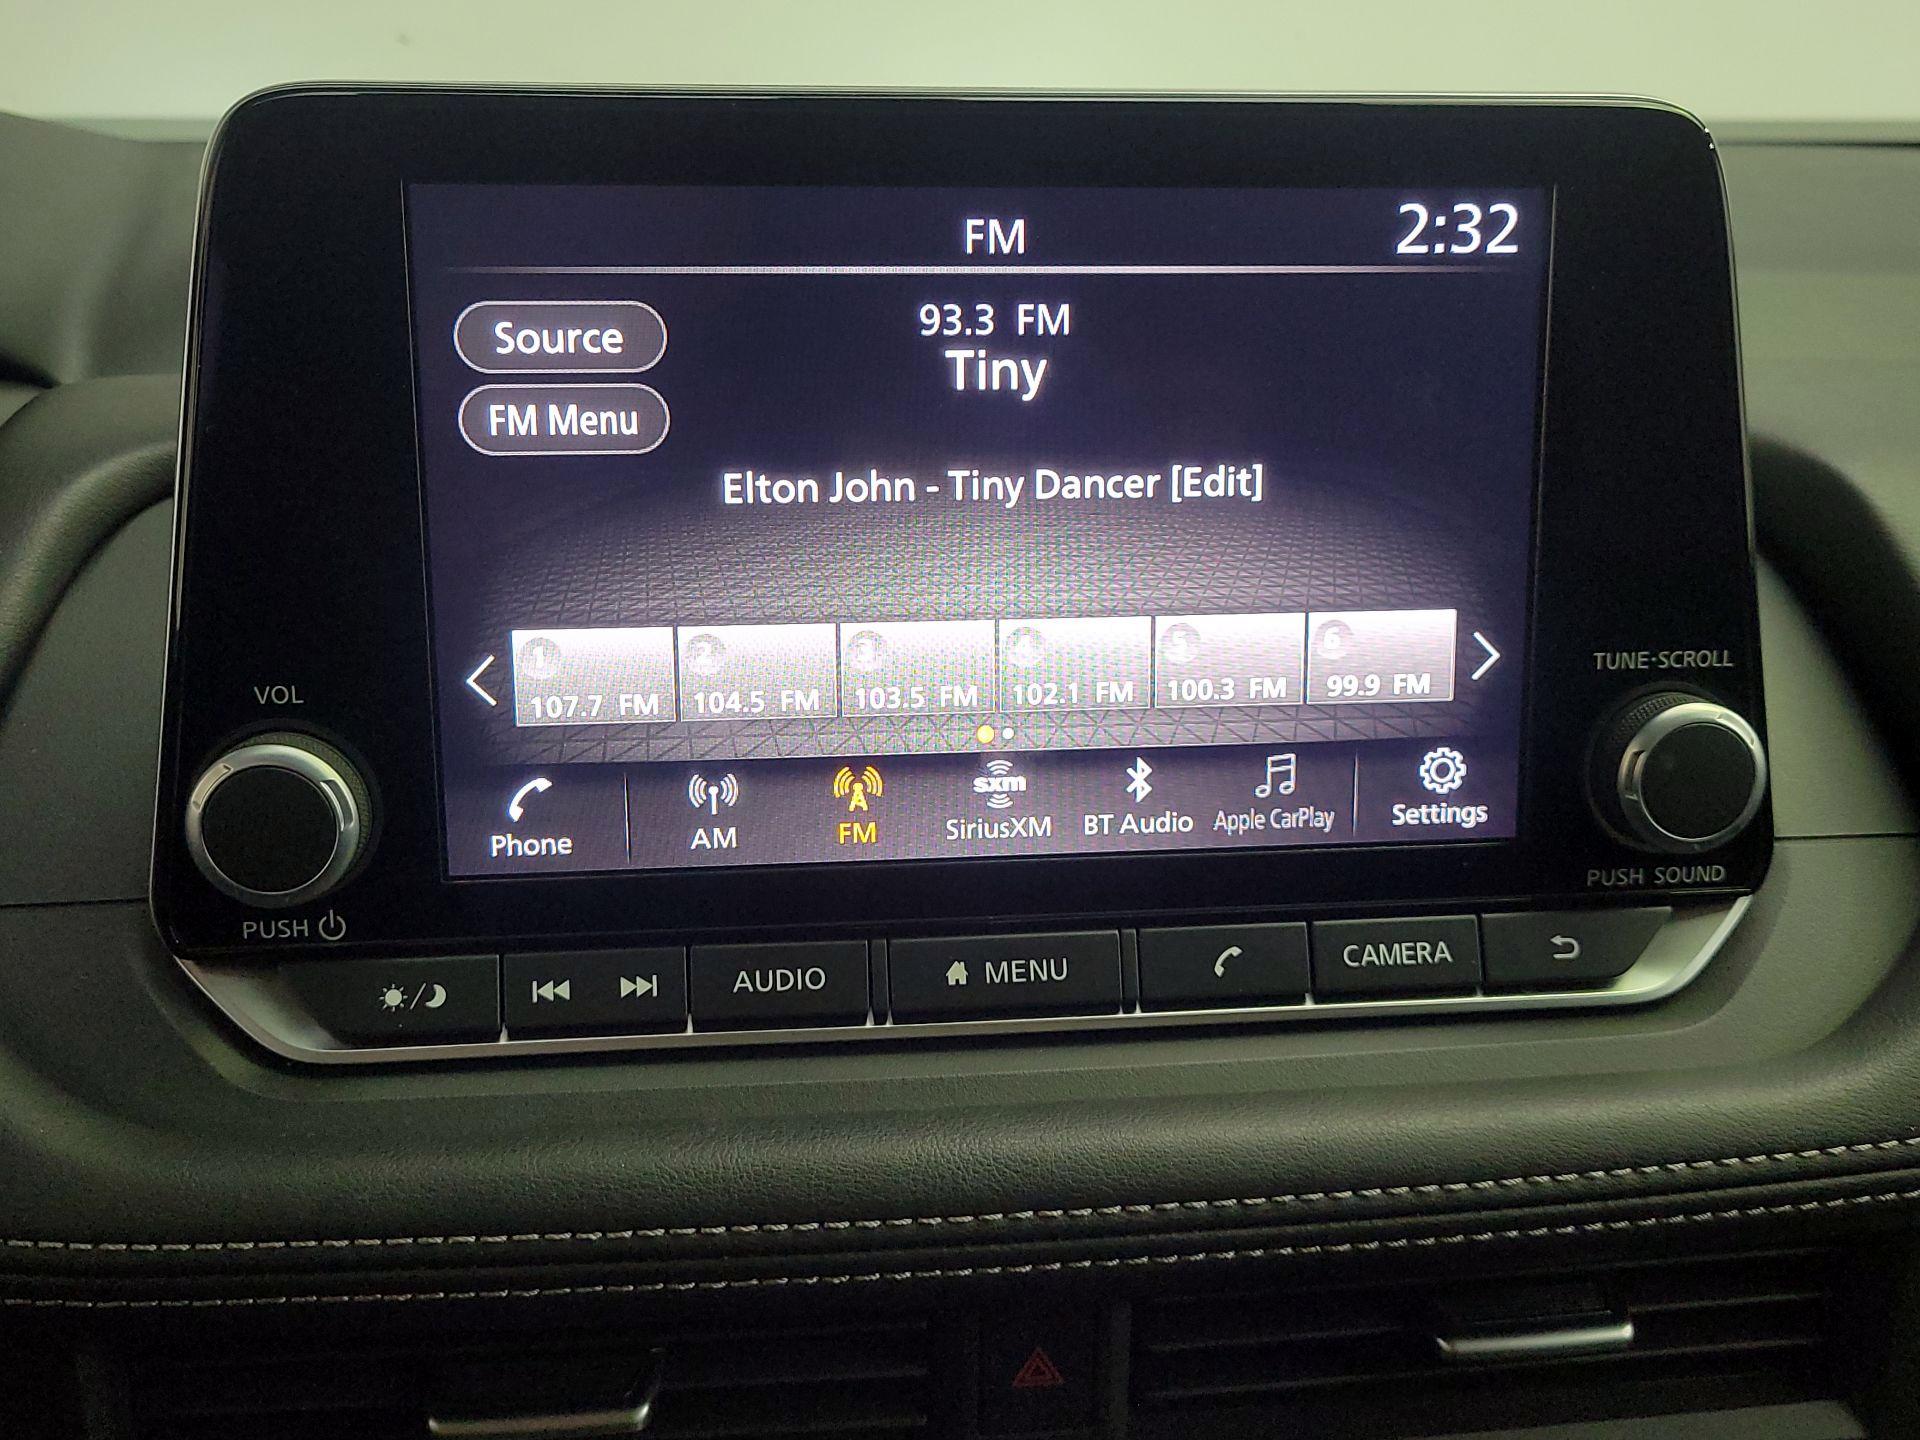 FM
2:32
Source
93.3 FM
Tiny
FM Menu
Elton John - Tiny Dancer [Edit]
1
2
3
4
5
6
107.7 FM
104.5 FM
103.5 FM
102.1 FM
100.3 FM
99.9 FM
VOL
TUNE·SCROLL
Phone
AM
FM
sxm
SiriusXM
BT Audio
Apple CarPlay
Settings
PUSH
PUSH SOUND
AUDIO
MENU
CAMERA